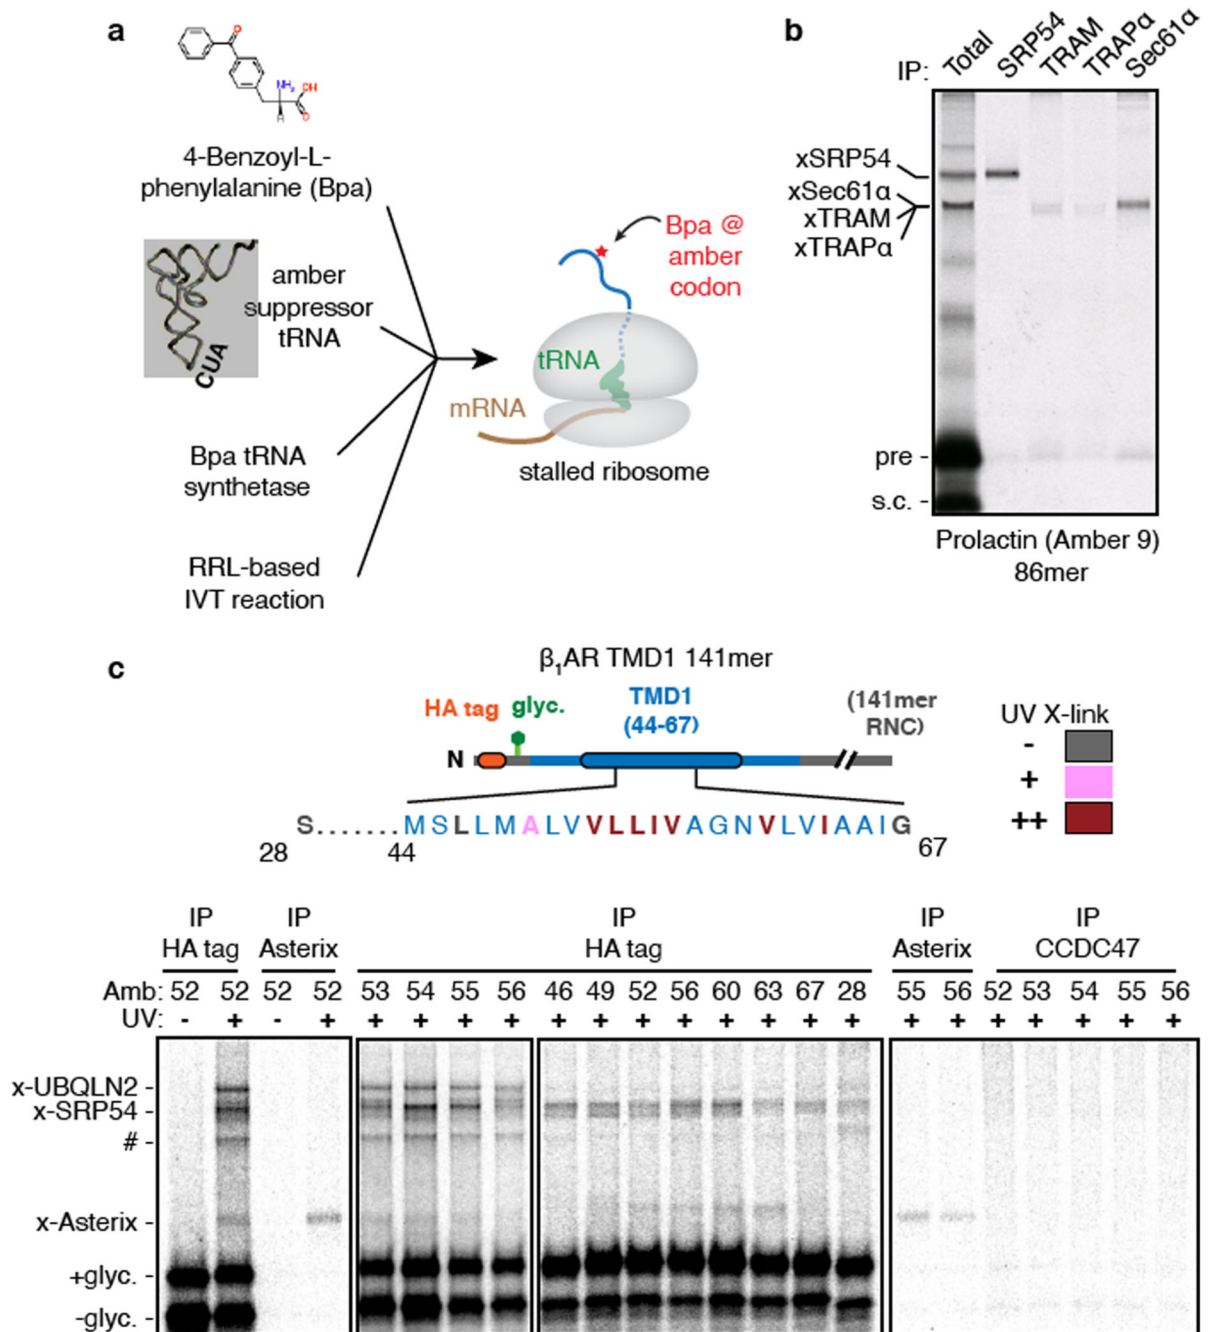 a
OH
NH₂
O
H
O
4-Benzoyl-L-
phenylalanine (Bpa)
amber
suppressor
tRNA
CUA
Bpa tRNA
synthetase
RRL-based
IVT reaction
Bpa @
amber
codon
tRNA
mRNA
stalled ribosome
b
IP: Total SRP54 TRAM TRAPα Sec61α
xSRP54
xSec61α
xTRAM
xTRAPα
pre -
s.c. -
Prolactin (Amber 9)
86mer
c
β₁AR TMD1 141mer
HA tag glyc. TMD1 (44-67) (141mer RNC)
N
S.......MSLLMALVVLLIVAGNVLVIAAIG
28 44 67
UV X-link
-
+
++
IP HA tag IP Asterix IP HA tag IP Asterix IP CCDC47
Amb: 52 52 52 52 53 54 55 56 46 49 52 56 60 63 67 28 55 56 52 53 54 55 56
UV: - + - + + + + + + + + + + + + + + + + + + + +
x-UBQLN2 -
x-SRP54 -
# -
x-Asterix -
+glyc. -
-glyc. -